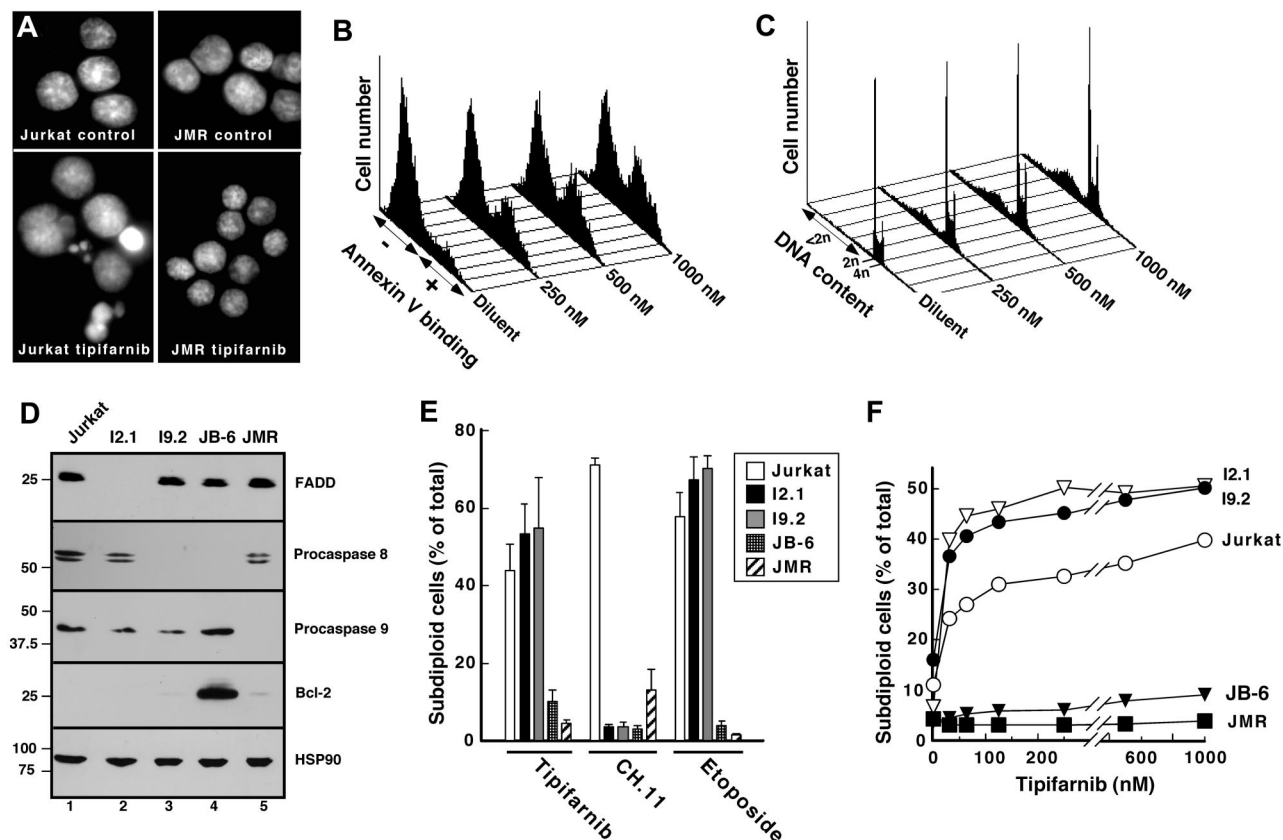 A
Jurkat control
JMR control
Jurkat tipifarnib
JMR tipifarnib
B
Cell number
-
+
Annexin V binding
Diluent
250 nM
500 nM
1000 nM
C
Cell number
<2n
2n
4n
DNA content
Diluent
250 nM
500 nM
1000 nM
D
Jurkat I2.1 I9.2 JB-6 JMR
25
FADD
Procaspase 8
50
50
Procaspase 9
37.5
Bcl-2
25
100
HSP90
75
1 2 3 4 5
E
Subdiploid cells (% of total)
80
60
40
20
0
Jurkat
I2.1
I9.2
JB-6
JMR
Tipifarnib
CH.11
Etoposide
F
Subdiploid cells (% of total)
50
40
30
20
10
0
I2.1
I9.2
Jurkat
JB-6
JMR
0 100 200 600 1000
Tipifarnib (nM)